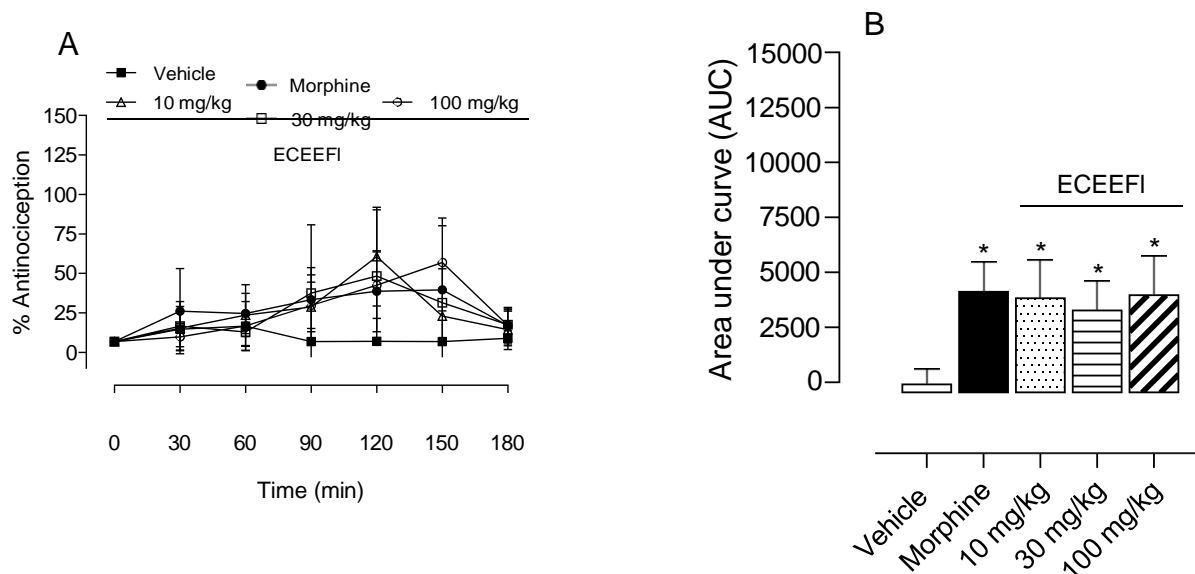 A
Vehicle
Morphine
10 mg/kg
100 mg/kg
30 mg/kg
ECEEFl
150
125
100
75
50
25
0
% Antinociception
0 30 60 90 120 150 180
Time (min)
B
15000
12500
10000
7500
5000
2500
0
Area under curve (AUC)
ECEEFl
* * * *
Vehicle
Morphine
10 mg/kg
30 mg/kg
100 mg/kg